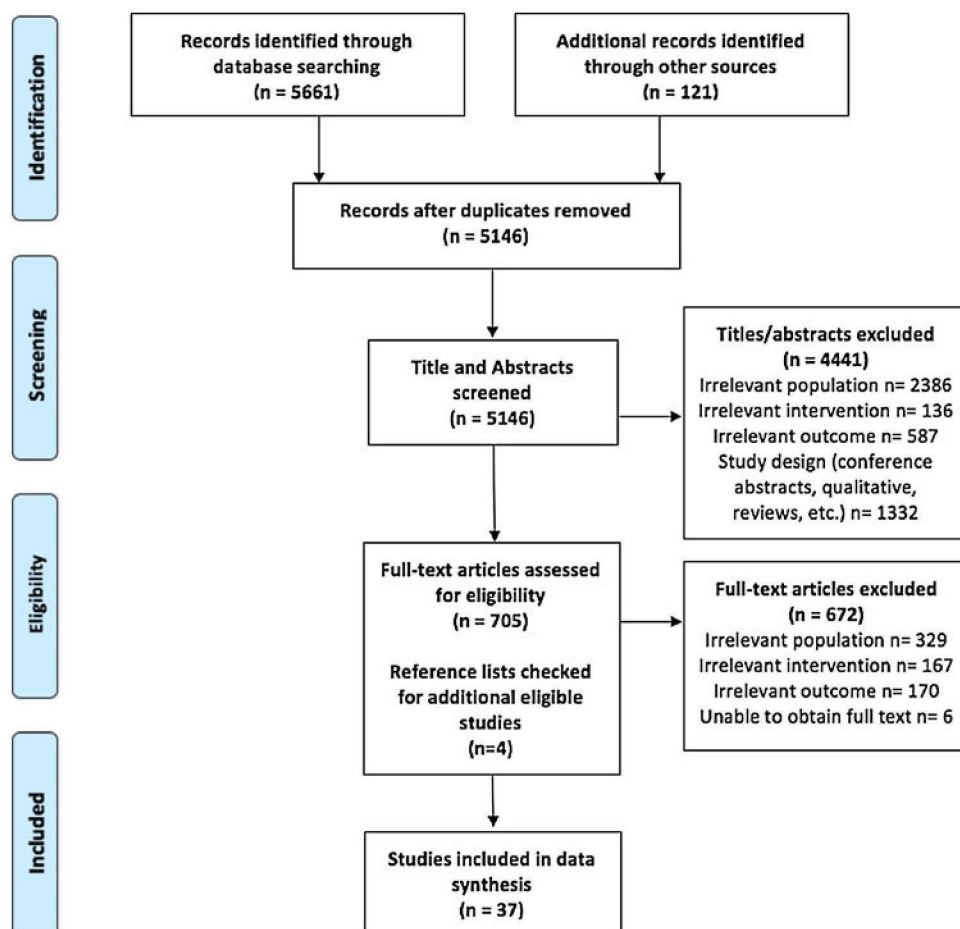 Identification
Records identified through
database searching
(n = 5661)
Additional records identified
through other sources
(n = 121)
Records after duplicates removed
(n = 5146)
Screening
Title and Abstracts
screened
(n = 5146)
Titles/abstracts excluded
(n = 4441)
Irrelevant population n= 2386
Irrelevant intervention n= 136
Irrelevant outcome n= 587
Study design (conference
abstracts, qualitative,
reviews, etc.) n= 1332
Eligibility
Full-text articles assessed
for eligibility
(n = 705)
Reference lists checked
for additional eligible
studies
(n=4)
Full-text articles excluded
(n = 672)
Irrelevant population n= 329
Irrelevant intervention n= 167
Irrelevant outcome n= 170
Unable to obtain full text n= 6
Included
Studies included in data
synthesis
(n = 37)